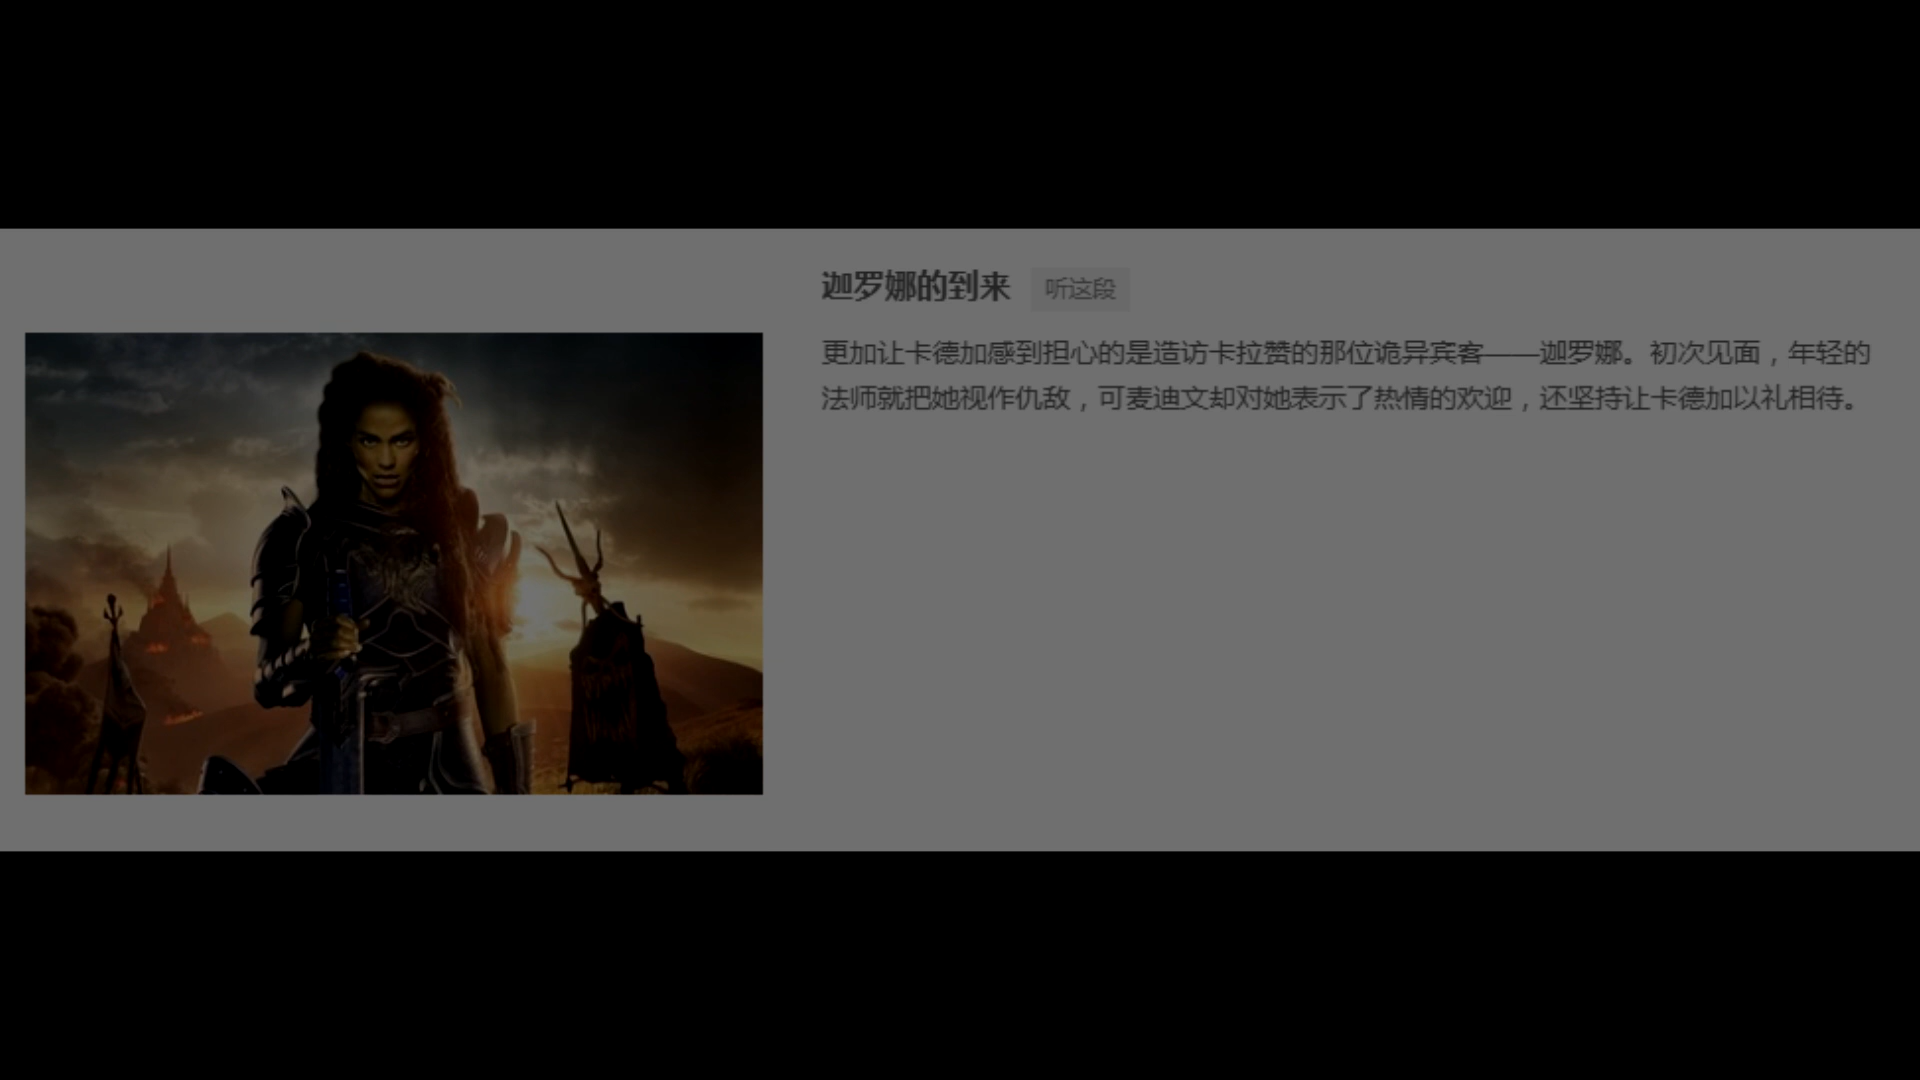 迦罗娜的到来 听这段
更加让卡德加感到担心的是造访卡拉赞的那位诡异宾客——迦罗娜。初次见面，年轻的
法师就把她视作仇敌，可麦迪文却对她表示了热情的欢迎，还坚持让卡德加以礼相待。